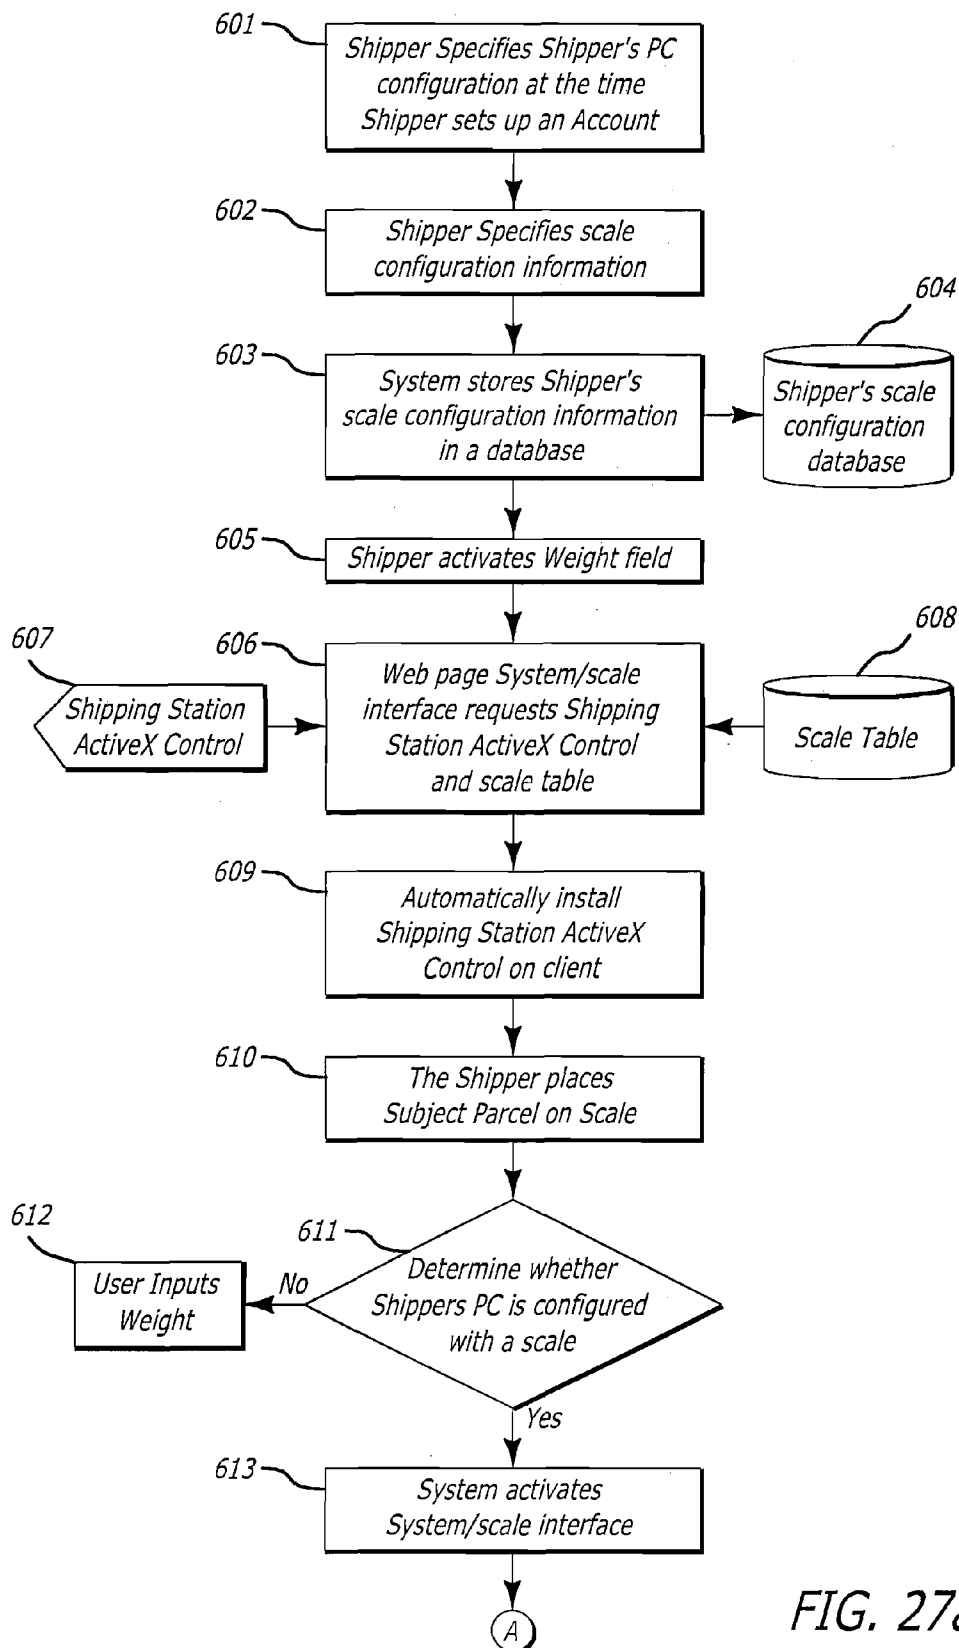 601
Shipper Specifies Shipper's PC
configuration at the time
Shipper sets up an Account
602
Shipper Specifies scale
configuration information
603
System stores Shipper's
scale configuration information
in a database
604
Shipper's scale
configuration
database
605
Shipper activates Weight field
606
Web page System/scale
interface requests Shipping
Station ActiveX Control
and scale table
607
Shipping Station
ActiveX Control
608
Scale Table
609
Automatically install
Shipping Station ActiveX
Control on client
610
The Shipper places
Subject Parcel on Scale
611
Determine whether
Shippers PC is configured
with a scale
No
612
User Inputs
Weight
Yes
613
System activates
System/scale interface
A
FIG.